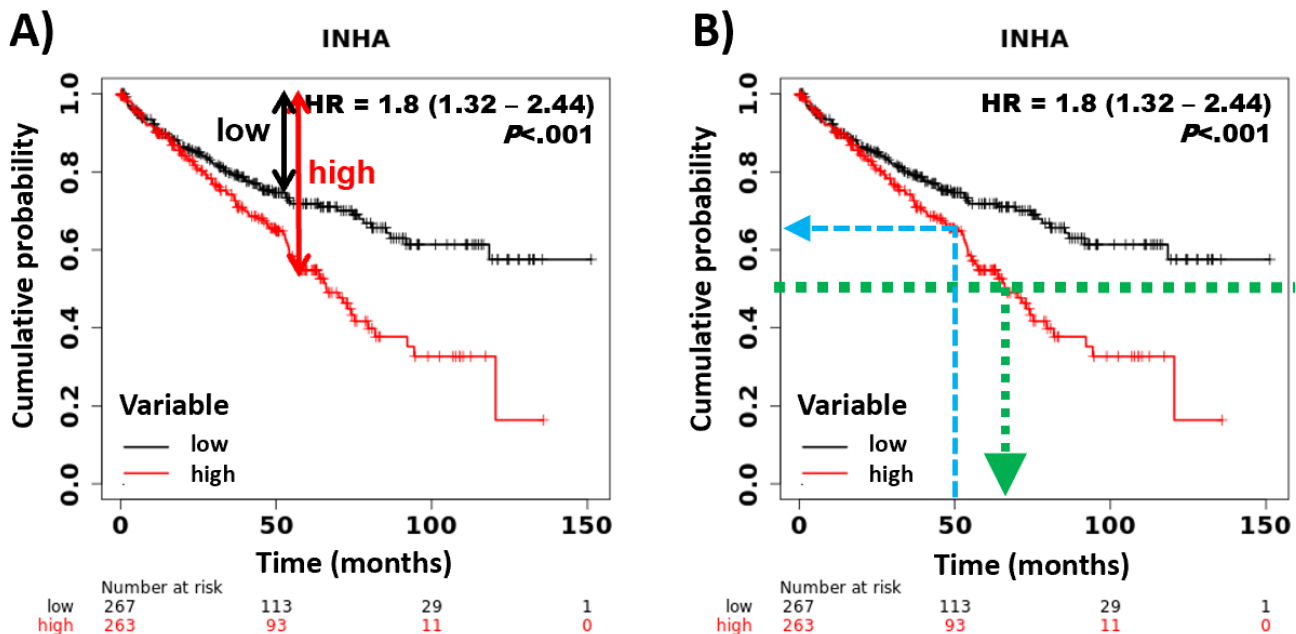 A)
INHA
HR = 1.8 (1.32 – 2.44)
P<.001
low
high
Cumulative probability
1.0
0.8
0.6
0.4
0.2
0.0
Variable
low
high
0 50 100 150
Time (months)
Number at risk
low 267 113 29 1
high 263 93 11 0
B)
INHA
HR = 1.8 (1.32 – 2.44)
P<.001
Cumulative probability
1.0
0.8
0.6
0.4
0.2
0.0
Variable
low
high
0 50 100 150
Time (months)
Number at risk
low 267 113 29 1
high 263 93 11 0